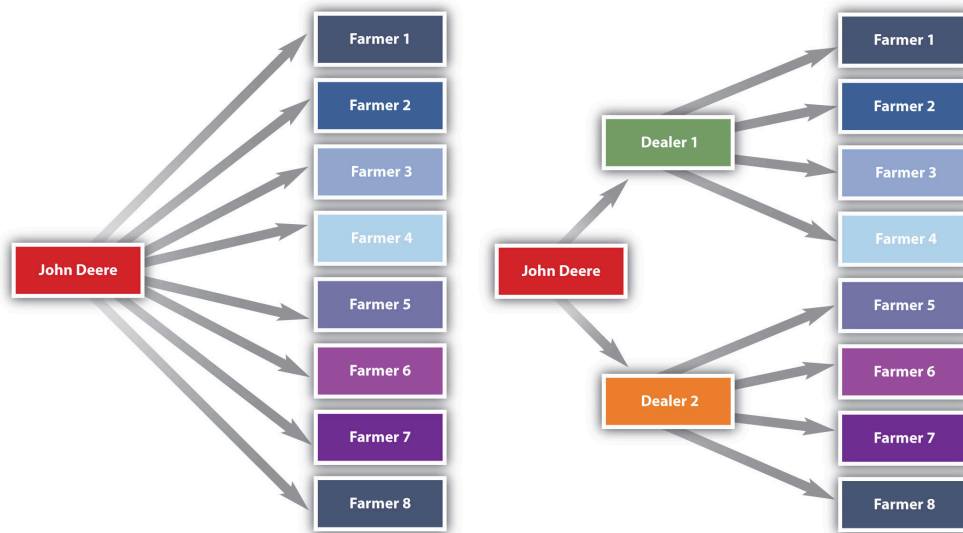 Farmer 1
Farmer 2
Farmer 3
Farmer 4
John Deere
Farmer 5
Farmer 6
Farmer 7
Farmer 8
Farmer 1
Farmer 2
Dealer 1
Farmer 3
Farmer 4
John Deere
Farmer 5
Farmer 6
Dealer 2
Farmer 7
Farmer 8